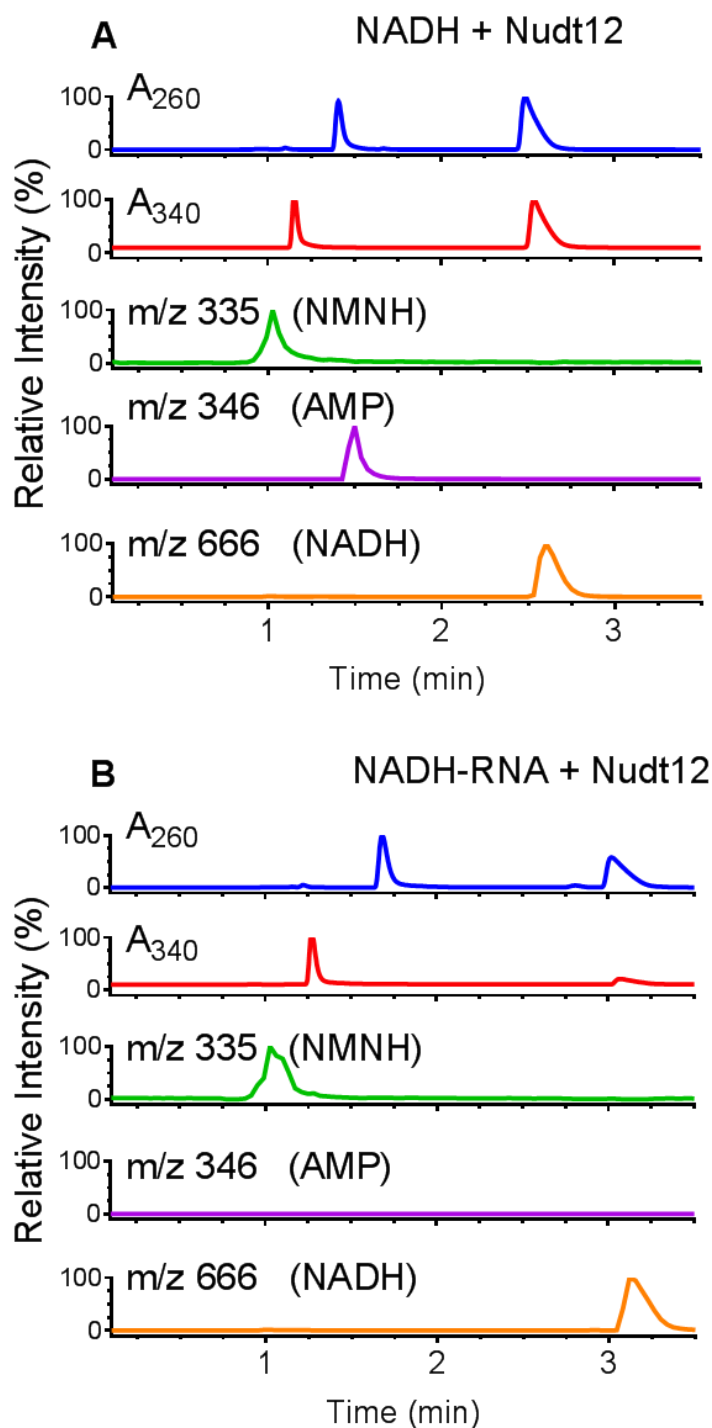 A NADH + Nudt12
Relative Intensity (%)
A260
100
0
A340
100
0
m/z 335 (NMNH)
100
0
m/z 346 (AMP)
100
0
m/z 666 (NADH)
100
0
1 2 3
Time (min)
B NADH-RNA + Nudt12
Relative Intensity (%)
A260
100
0
A340
100
0
m/z 335 (NMNH)
100
0
m/z 346 (AMP)
100
0
m/z 666 (NADH)
100
0
1 2 3
Time (min)